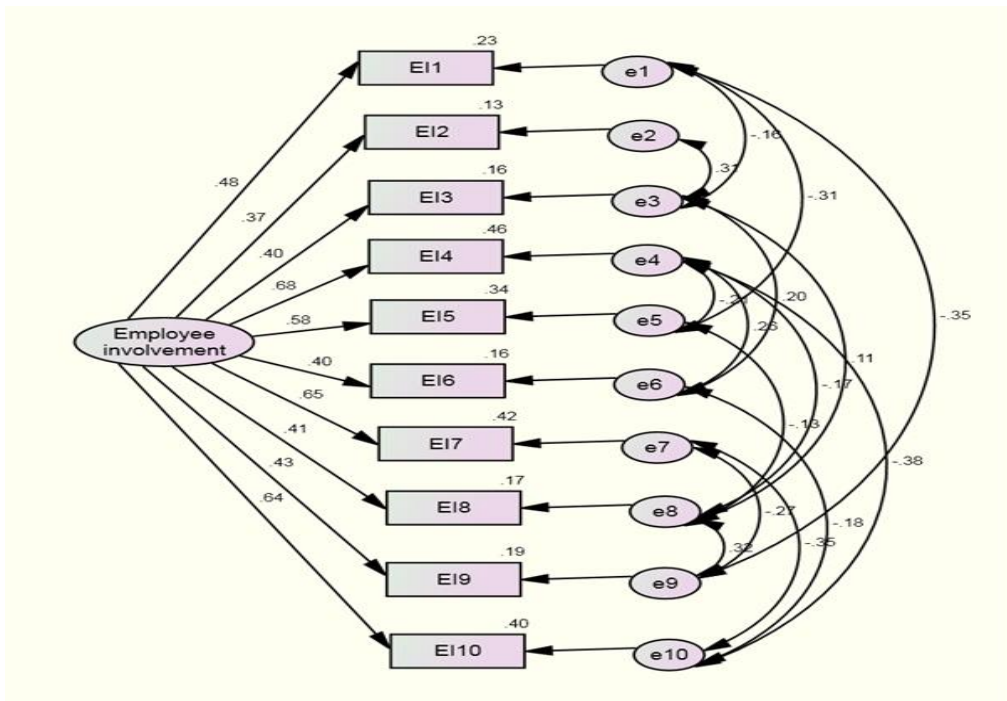 .23
EI1
e1
.13
EI2
e2
-.16
.31
.16
EI3
e3
.48
-.31
.37
.46
EI4
e4
.40
.68
.34
EI5
e5
.20
-.35
.58
Employee
involvement
.16
EI6
e6
.40
.11
-.17
.65
.42
EI7
e7
-.13
.41
.43
-.38
.17
EI8
e8
-.27
-.18
.64
-.35
.32
.19
EI9
e9
.40
EI10
e10